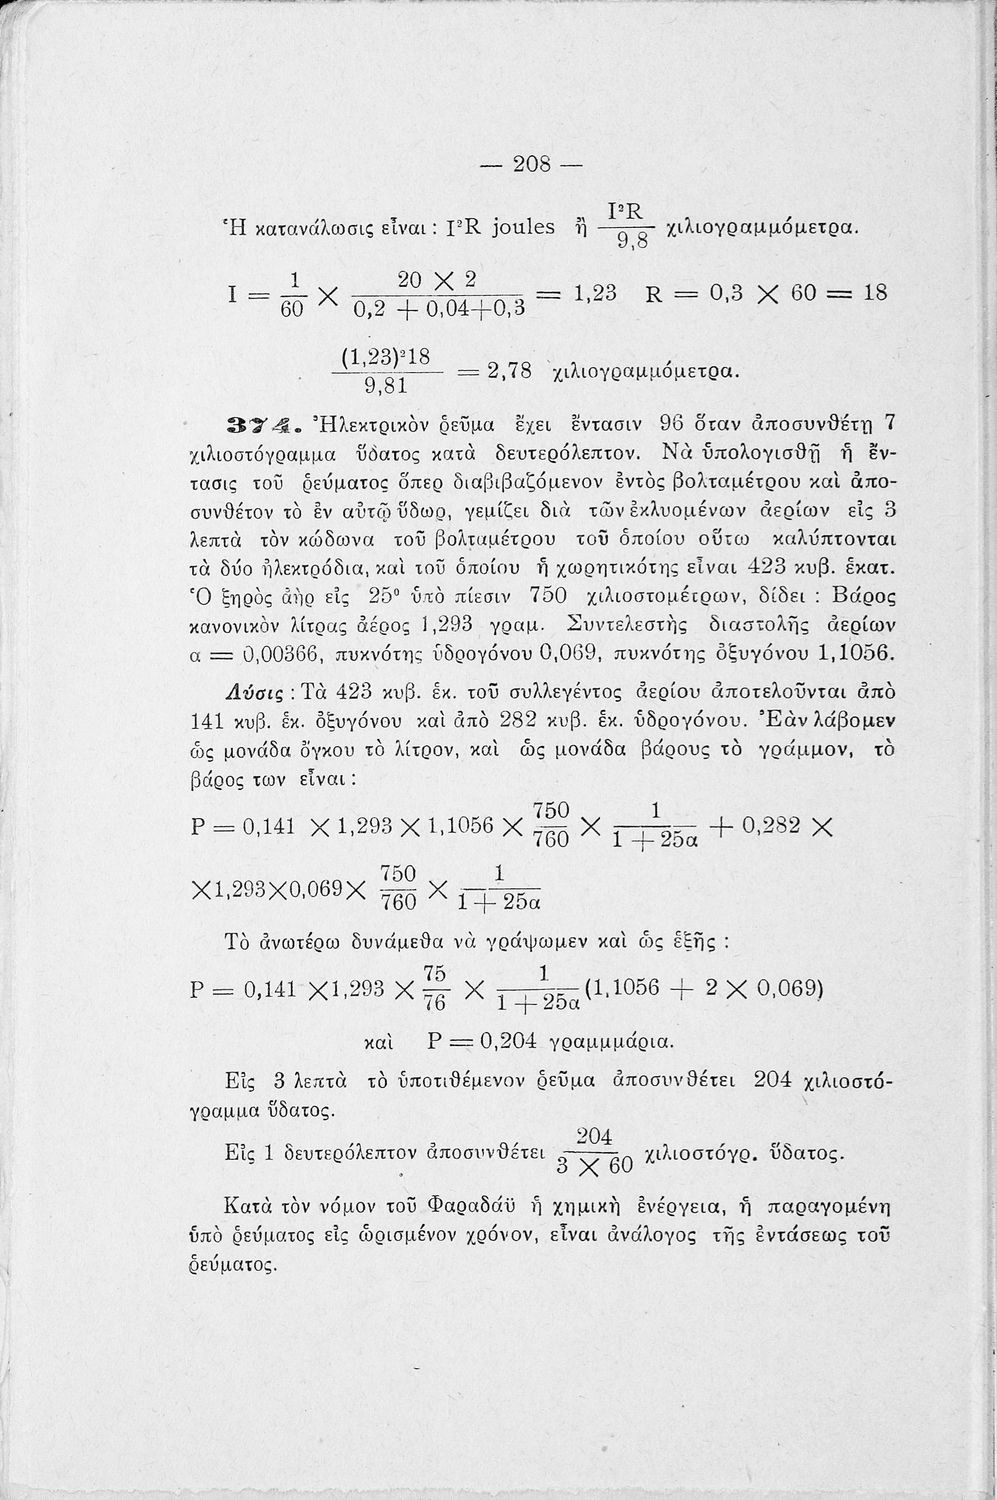 — 208 —
Ἡ κατανάλωσις εἶναι : I²R joules ἢ I²R/9,8 χιλιογραμμόμετρα.
I = 1/60 × (20 × 2)/(0,2 + 0,04+0,3) = 1,23 R = 0,3 × 60 = 18
(1,23)²18/9,81 = 2,78 χιλιογραμμόμετρα.
374. Ἠλεκτρικὸν ῥεῦμα ἔχει ἔντασιν 96 ὅταν ἀποσυνθέτῃ 7
χιλιοστόγραμμα ὕδατος κατὰ δευτερόλεπτον. Νὰ ὑπολογισθῇ ἡ ἔν-
τασις τοῦ ῥεύματος ὅπερ διαβιβαζόμενον ἐντὸς βολταμέτρου καὶ ἀπο-
συνθέτον τὸ ἐν αὐτῷ ὕδωρ, γεμίζει διὰ τῶν ἐκλυομένων ἀερίων εἰς 3
λεπτὰ τὸν κώδωνα τοῦ βολταμέτρου τοῦ ὁποίου οὕτω καλύπτονται
τὰ δύο ἠλεκτρόδια, καὶ τοῦ ὁποίου ἡ χωρητικότης εἶναι 423 κυβ. ἑκατ.
Ὁ ξηρὸς ἀὴρ εἰς 25° ὑπὸ πίεσιν 750 χιλιοστομέτρων, δίδει : Βάρος
κανονικὸν λίτρας ἀέρος 1,293 γραμ. Συντελεστὴς διαστολῆς ἀερίων
α = 0,00366, πυκνότης ὑδρογόνου 0,069, πυκνότης ὀξυγόνου 1,1056.
Λύσις : Τὰ 423 κυβ. ἑκ. τοῦ συλλεγέντος ἀερίου ἀποτελοῦνται ἀπὸ
141 κυβ. ἑκ. ὀξυγόνου καὶ ἀπὸ 282 κυβ. ἑκ. ὑδρογόνου. Ἐὰν λάβομεν
ὡς μονάδα ὄγκου τὸ λίτρον, καὶ ὡς μονάδα βάρους τὸ γράμμον, τὸ
βάρος των εἶναι :
P = 0,141 × 1,293 × 1,1056 × 750/760 × 1/(1 + 25α) + 0,282 ×
×1,293×0,069× 750/760 × 1/(1 + 25α)
Τὸ ἀνωτέρω δυνάμεθα νὰ γράψωμεν καὶ ὡς ἑξῆς :
P = 0,141 ×1,293 × 75/76 × 1/(1 + 25α) (1,1056 + 2 × 0,069)
καὶ P = 0,204 γραμμμάρια.
Εἰς 3 λεπτὰ τὸ ὑποτιθέμενον ῥεῦμα ἀποσυνθέτει 204 χιλιοστό-
γραμμα ὕδατος.
Εἰς 1 δευτερόλεπτον ἀποσυνθέτει 204/(3 × 60) χιλιοστόγρ. ὕδατος.
Κατὰ τὸν νόμον τοῦ Φαραδάϋ ἡ χημικὴ ἐνέργεια, ἡ παραγομένη
ὑπὸ ῥεύματος εἰς ὡρισμένον χρόνον, εἶναι ἀνάλογος τῆς ἐντάσεως τοῦ
ῥεύματος.